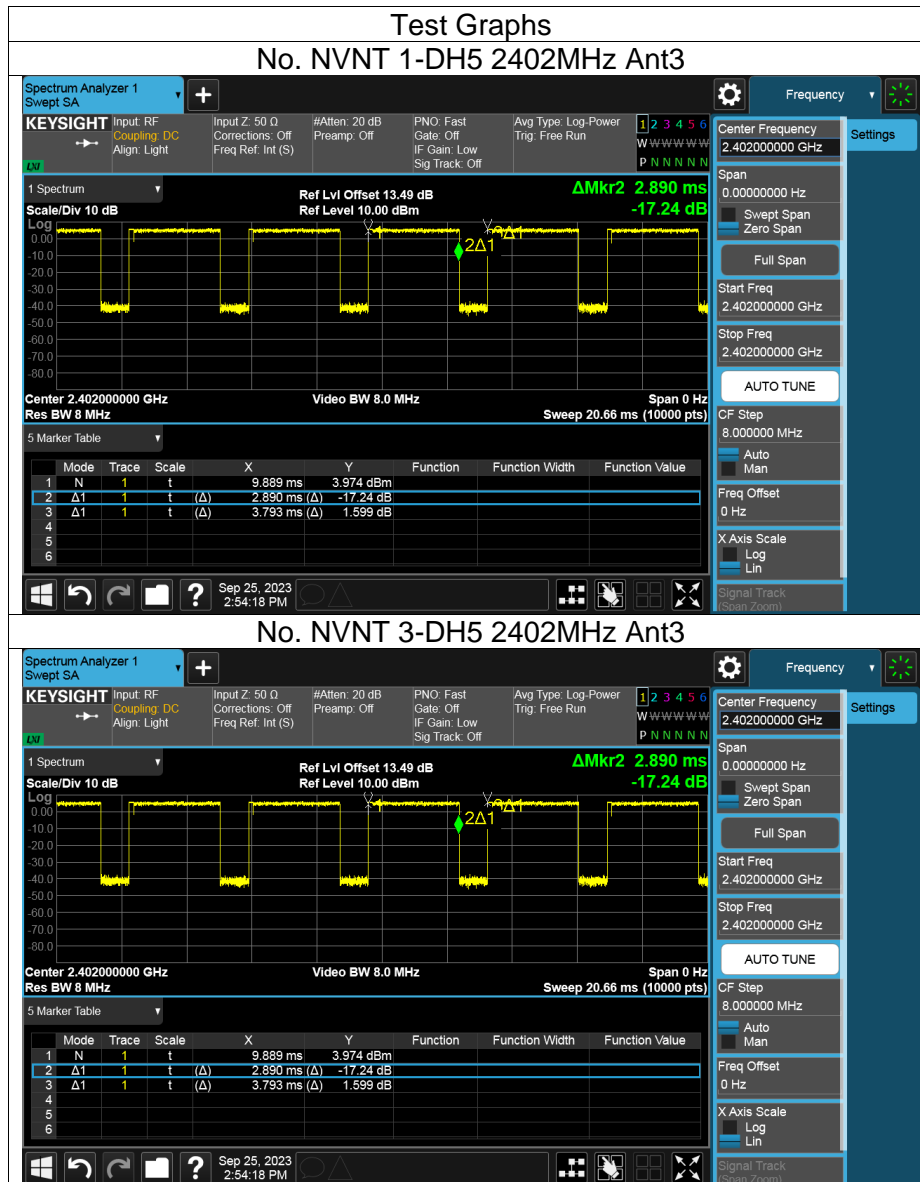 Test Graphs
No. NVNT 1-DH5 2402MHz Ant3
Spectrum Analyzer 1
Swept SA
+
Frequency
KEYSIGHT Input: RF Input Z: 50 Ω #Atten: 20 dB PNO: Fast Avg Type: Log-Power 1 2 3 4 5 6
Coupling: DC Corrections: Off Preamp: Off Gate: Off Trig: Free Run W W W W W W
Align: Light Freq Ref: Int (S) IF Gain: Low P N N N N N
Sig Track: Off
LXI
Center Frequency
2.402000000 GHz
Settings
Span
0.00000000 Hz
Swept Span
Zero Span
Full Span
Start Freq
2.402000000 GHz
Stop Freq
2.402000000 GHz
AUTO TUNE
CF Step
8.000000 MHz
Auto
Man
Freq Offset
0 Hz
X Axis Scale
Log
Lin
Signal Track
(Span Zoom)
1 Spectrum
Scale/Div 10 dB
Ref Lvl Offset 13.49 dB
Ref Level 10.00 dBm
ΔMkr2 2.890 ms
-17.24 dB
Log
0.00
-10.0
-20.0
-30.0
-40.0
-50.0
-60.0
-70.0
-80.0
1
2Δ1
3Δ1
Center 2.402000000 GHz Video BW 8.0 MHz Span 0 Hz
Res BW 8 MHz Sweep 20.66 ms (10000 pts)
5 Marker Table
Mode Trace Scale X Y Function Function Width Function Value
1 N 1 t 9.889 ms 3.974 dBm
2 Δ1 1 t (Δ) 2.890 ms (Δ) -17.24 dB
3 Δ1 1 t (Δ) 3.793 ms (Δ) 1.599 dB
4
5
6
? Sep 25, 2023
2:54:18 PM
No. NVNT 3-DH5 2402MHz Ant3
Spectrum Analyzer 1
Swept SA
+
Frequency
KEYSIGHT Input: RF Input Z: 50 Ω #Atten: 20 dB PNO: Fast Avg Type: Log-Power 1 2 3 4 5 6
Coupling: DC Corrections: Off Preamp: Off Gate: Off Trig: Free Run W W W W W W
Align: Light Freq Ref: Int (S) IF Gain: Low P N N N N N
Sig Track: Off
LXI
Center Frequency
2.402000000 GHz
Settings
Span
0.00000000 Hz
Swept Span
Zero Span
Full Span
Start Freq
2.402000000 GHz
Stop Freq
2.402000000 GHz
AUTO TUNE
CF Step
8.000000 MHz
Auto
Man
Freq Offset
0 Hz
X Axis Scale
Log
Lin
Signal Track
(Span Zoom)
1 Spectrum
Scale/Div 10 dB
Ref Lvl Offset 13.49 dB
Ref Level 10.00 dBm
ΔMkr2 2.890 ms
-17.24 dB
Log
0.00
-10.0
-20.0
-30.0
-40.0
-50.0
-60.0
-70.0
-80.0
1
2Δ1
3Δ1
Center 2.402000000 GHz Video BW 8.0 MHz Span 0 Hz
Res BW 8 MHz Sweep 20.66 ms (10000 pts)
5 Marker Table
Mode Trace Scale X Y Function Function Width Function Value
1 N 1 t 9.889 ms 3.974 dBm
2 Δ1 1 t (Δ) 2.890 ms (Δ) -17.24 dB
3 Δ1 1 t (Δ) 3.793 ms (Δ) 1.599 dB
4
5
6
? Sep 25, 2023
2:54:18 PM